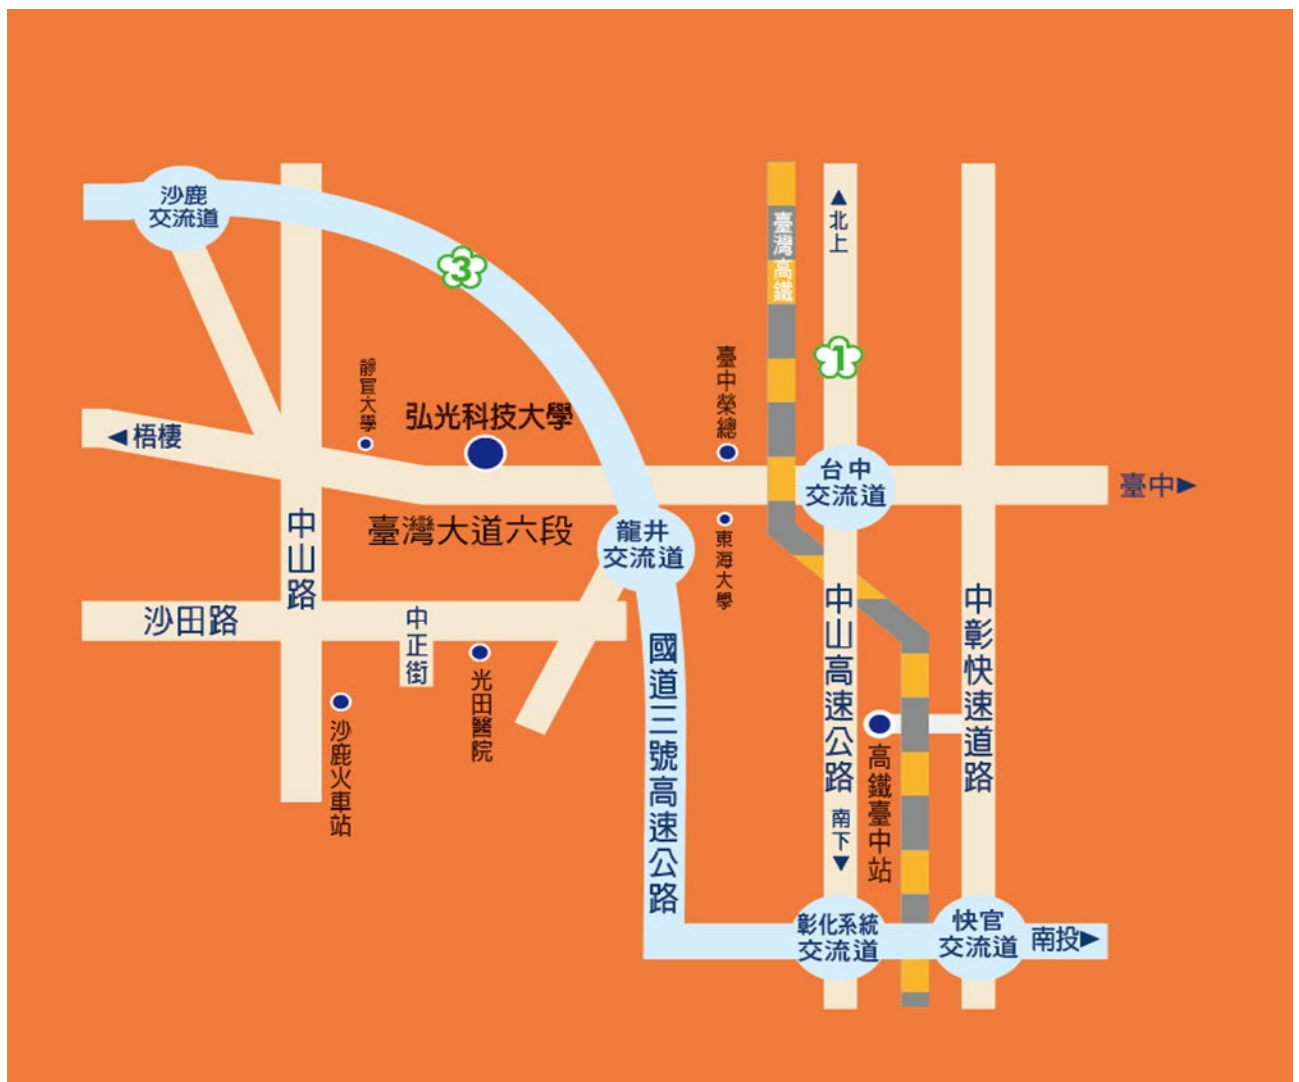 沙鹿
交流道
3
臺灣高鐵
北上
1
靜宜大學
弘光科技大學
臺中榮總
梧棲
台中
交流道
臺中
臺灣大道六段
中山路
龍井
交流道
東海大學
沙田路
中正街
光田醫院
沙鹿火車站
國道三號高速公路
中山高速公路
南下
中彰快速道路
高鐵臺中站
彰化系統
交流道
快官
交流道
南投